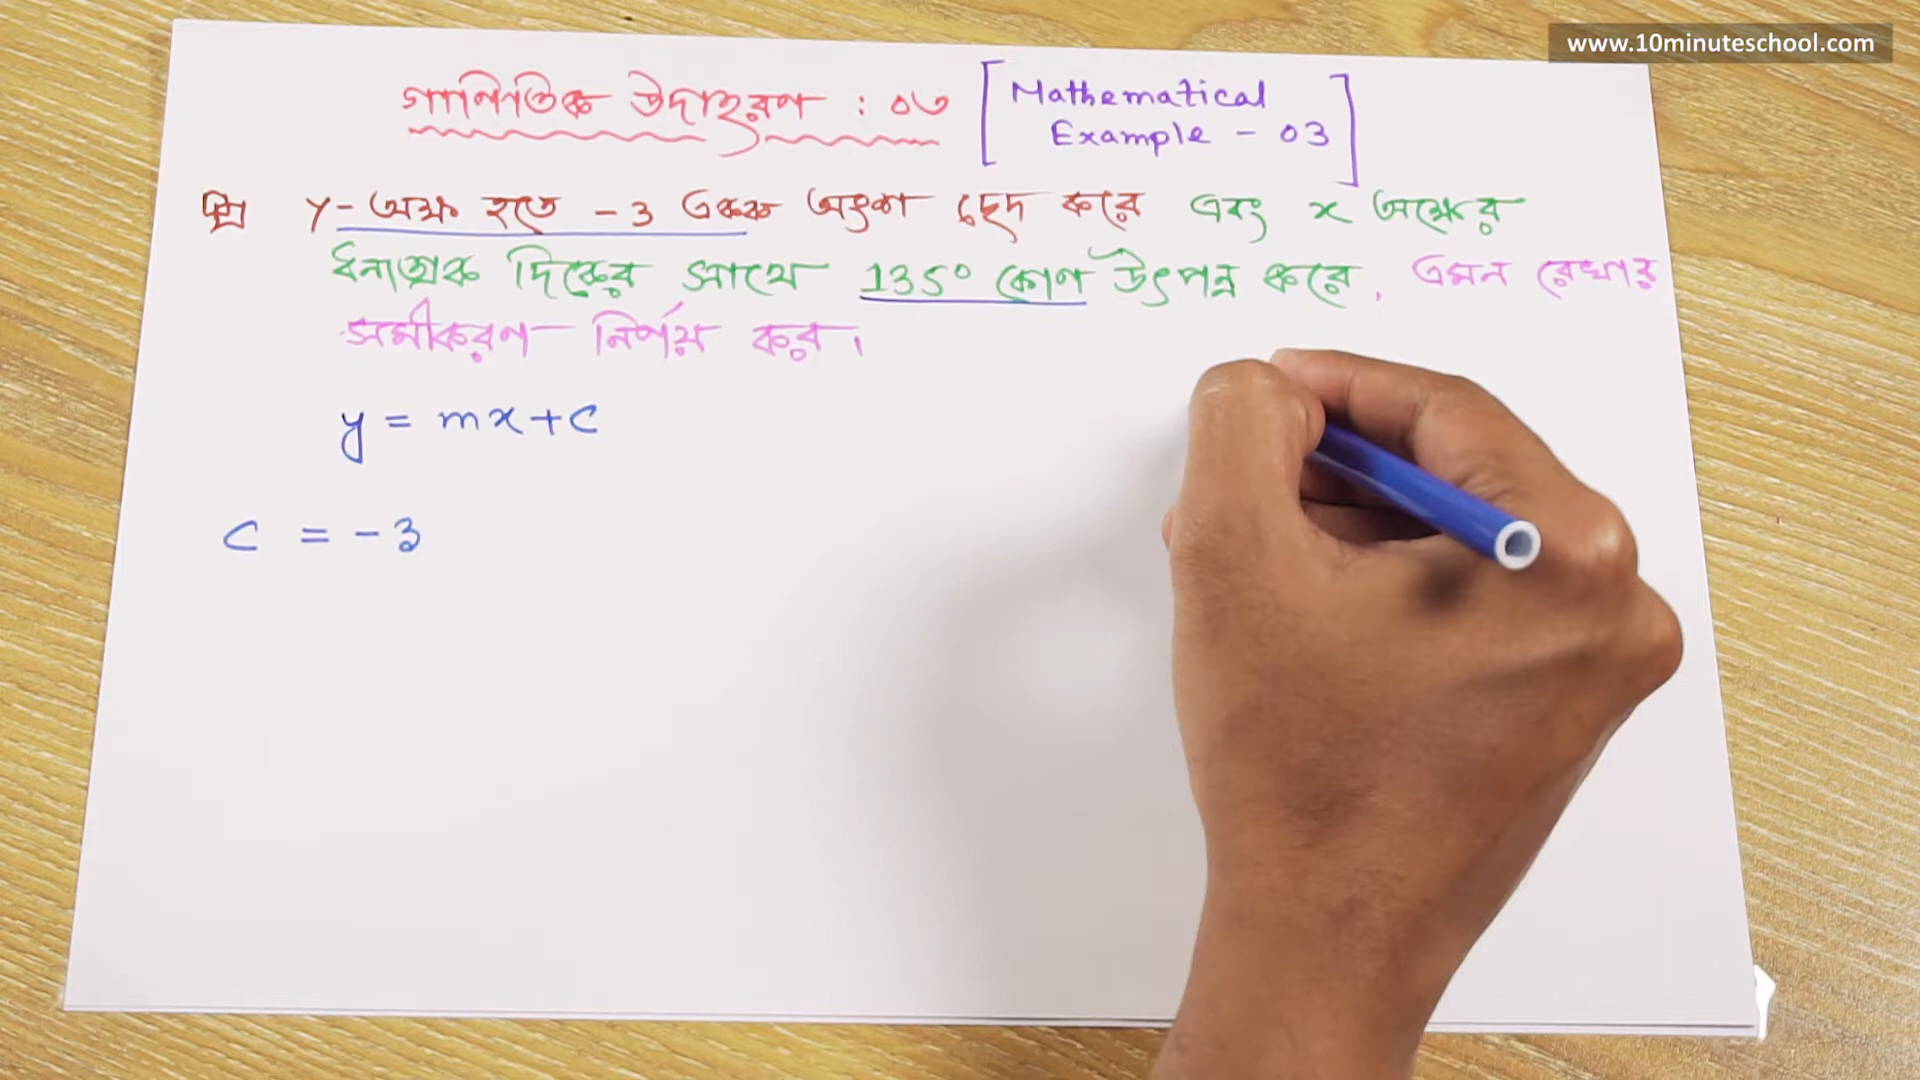 www.10minuteschool.com
গাণিতিক উদাহরণ : ০৩ [Mathematical Example - 03]
y-অক্ষ হতে -3 একক অংশ ছেদ করে এবং x অক্ষের
ধনাত্মক দিকের সাথে 135° কোণ উৎপন্ন করে, এমন রেখার
সমীকরণ নির্ণয় কর।
y = mx+c
c = -3